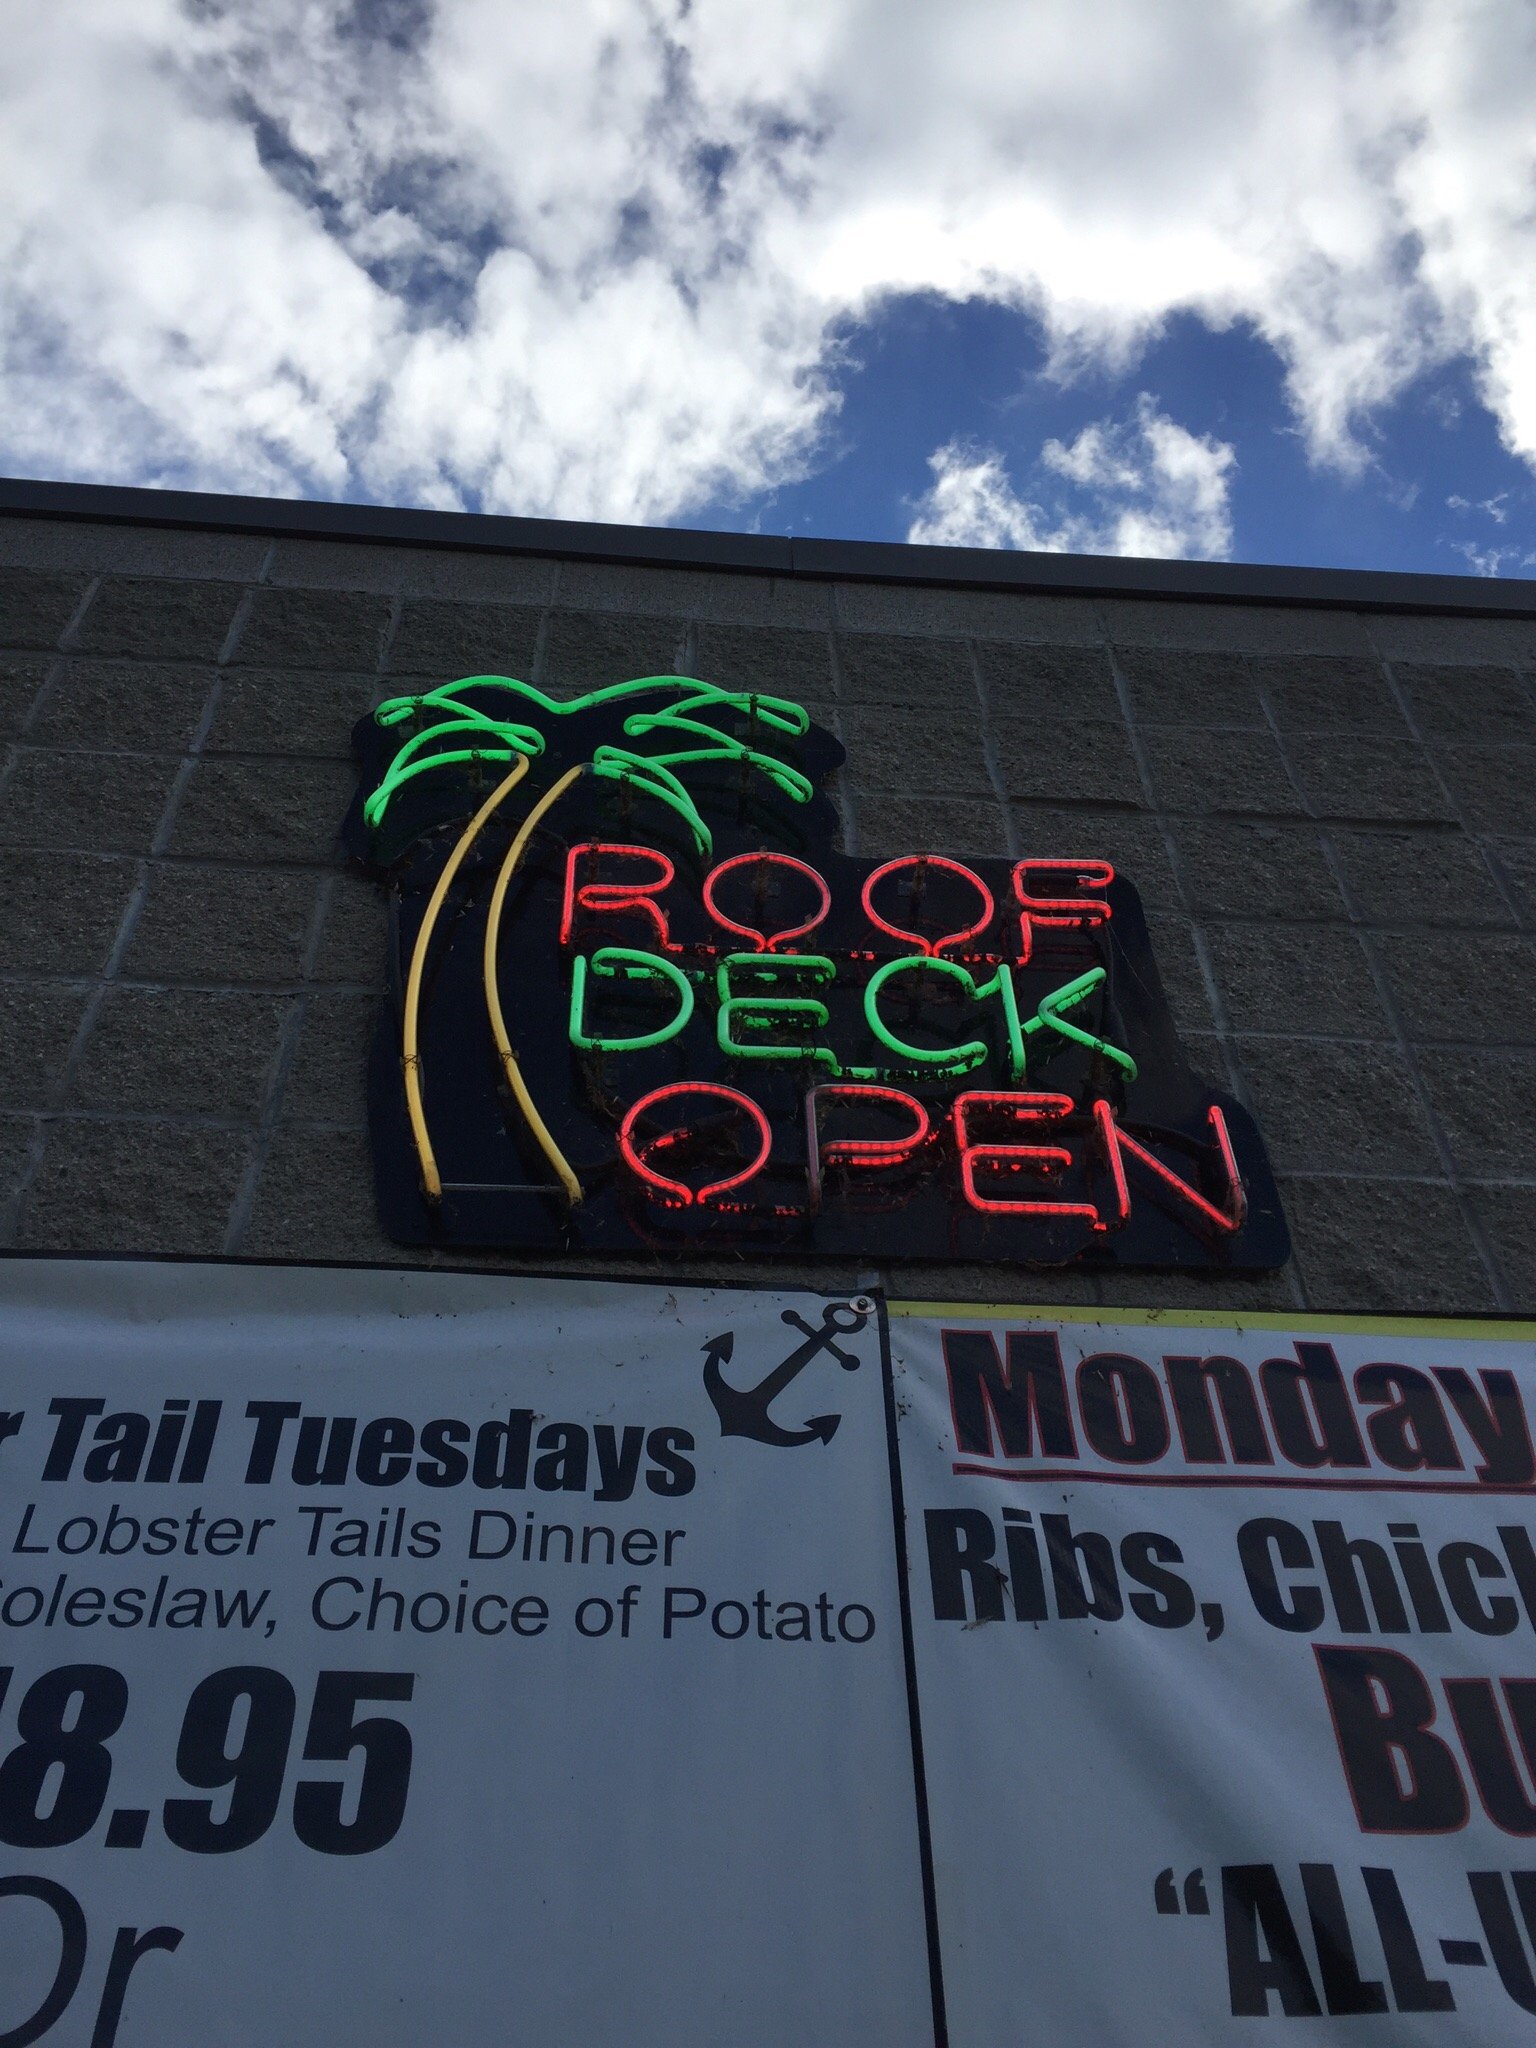 ROOF
DECK
OPEN
Tail Tuesdays
Lobster Tails Dinner
oleslaw, Choice of Potato
8.95
Or
Monday
Ribs, Chick
Bu
"ALL-U